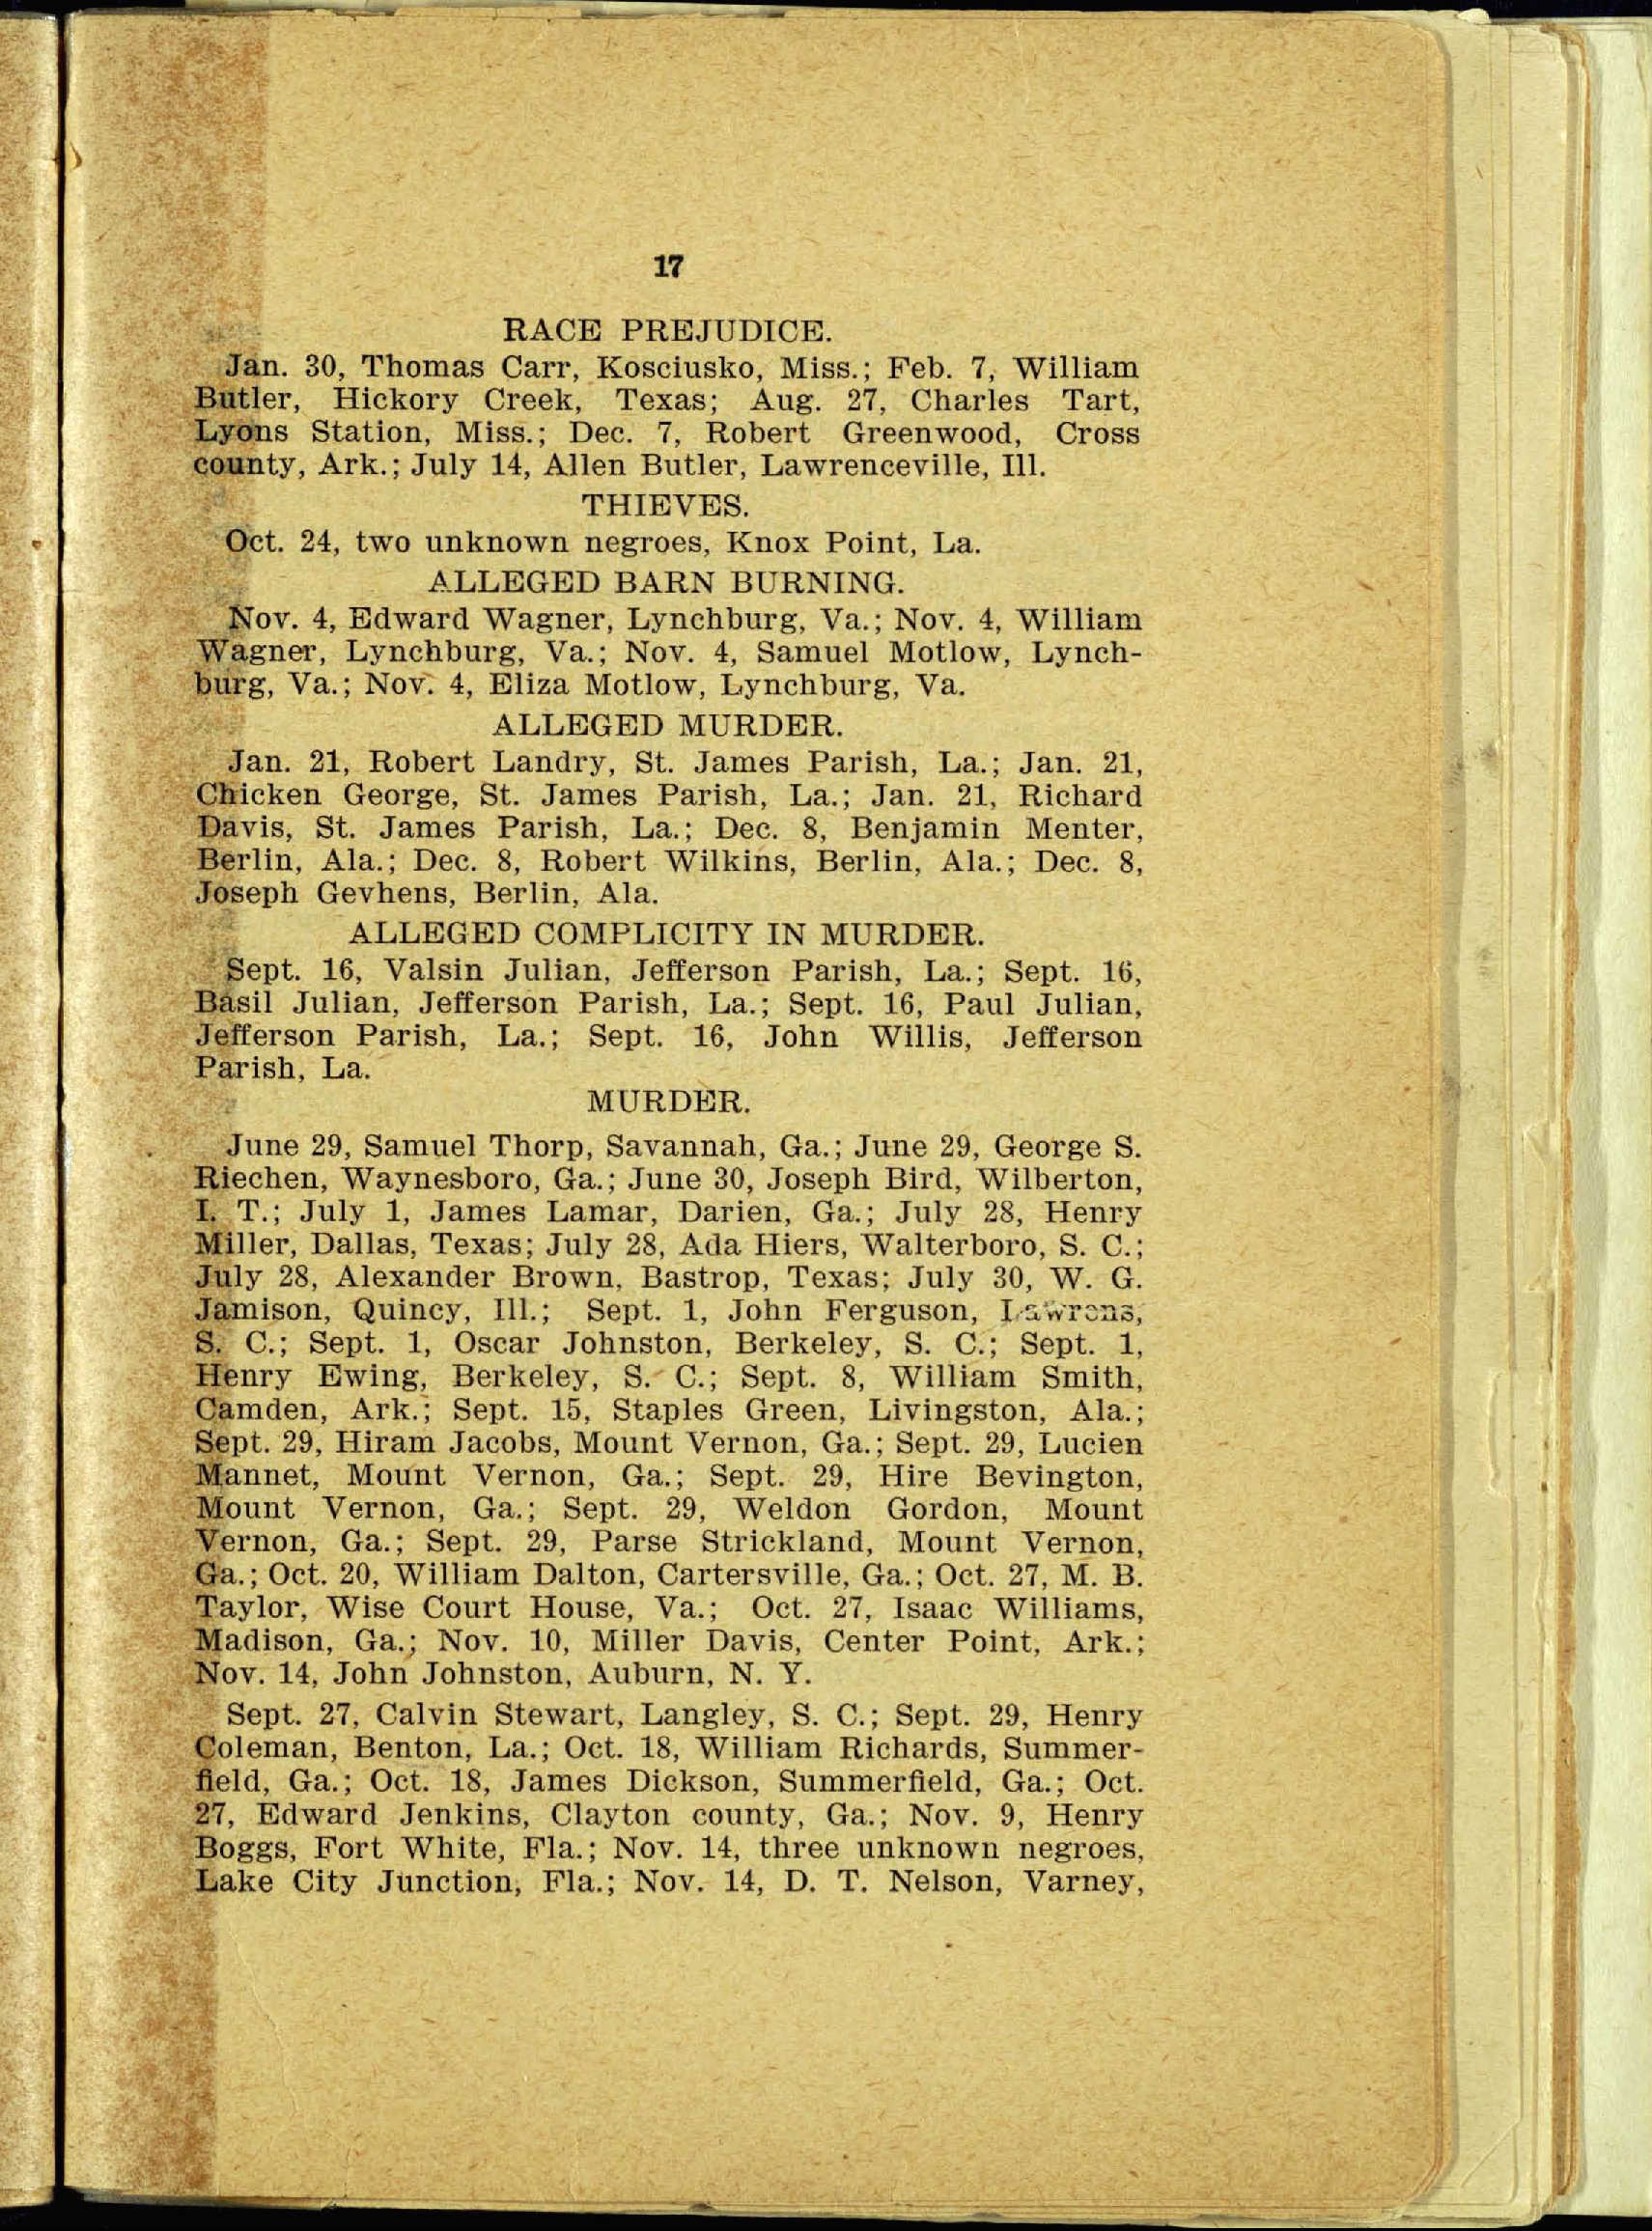 17
RACE PREJUDICE.
Jan. 30, Thomas Carr, Kosciusko, Miss.; Feb. 7, William
Butler, Hickory Creek, Texas; Aug. 27, Charles Tart,
Lyons Station, Miss.; Dec. 7, Robert Greenwood, Cross
county, Ark.; July 14, Allen Butler, Lawrenceville, Ill.
THIEVES.
Oct. 24, two unknown negroes, Knox Point, La.
ALLEGED BARN BURNING.
Nov. 4, Edward Wagner, Lynchburg, Va.; Nov. 4, William
Wagner, Lynchburg, Va.; Nov. 4, Samuel Motlow, Lynch-
burg, Va.; Nov. 4, Eliza Motlow, Lynchburg, Va.
ALLEGED MURDER.
Jan. 21, Robert Landry, St. James Parish, La.; Jan. 21,
Chicken George, St. James Parish, La.; Jan. 21, Richard
Davis, St. James Parish, La.; Dec. 8, Benjamin Menter,
Berlin, Ala.; Dec. 8, Robert Wilkins, Berlin, Ala.; Dec. 8,
Joseph Gevhens, Berlin, Ala.
ALLEGED COMPLICITY IN MURDER.
Sept. 16, Valsin Julian, Jefferson Parish, La.; Sept. 16,
Basil Julian, Jefferson Parish, La.; Sept. 16, Paul Julian,
Jefferson Parish, La.; Sept. 16, John Willis, Jefferson
Parish, La.
MURDER.
June 29, Samuel Thorp, Savannah, Ga.; June 29, George S.
Riechen, Waynesboro, Ga.; June 30, Joseph Bird, Wilberton,
I. T.; July 1, James Lamar, Darien, Ga.; July 28, Henry
Miller, Dallas, Texas; July 28, Ada Hiers, Walterboro, S. C.;
July 28, Alexander Brown, Bastrop, Texas; July 30, W. G.
Jamison, Quincy, Ill.; Sept. 1, John Ferguson, Lawrens,
S. C.; Sept. 1, Oscar Johnston, Berkeley, S. C.; Sept. 1,
Henry Ewing, Berkeley, S. C.; Sept. 8, William Smith,
Camden, Ark.; Sept. 15, Staples Green, Livingston, Ala.;
Sept. 29, Hiram Jacobs, Mount Vernon, Ga.; Sept. 29, Lucien
Mannet, Mount Vernon, Ga.; Sept. 29, Hire Bevington,
Mount Vernon, Ga.; Sept. 29, Weldon Gordon, Mount
Vernon, Ga.; Sept. 29, Parse Strickland, Mount Vernon,
Ga.; Oct. 20, William Dalton, Cartersville, Ga.; Oct. 27, M. B.
Taylor, Wise Court House, Va.; Oct. 27, Isaac Williams,
Madison, Ga.; Nov. 10, Miller Davis, Center Point, Ark.;
Nov. 14, John Johnston, Auburn, N. Y.
Sept. 27, Calvin Stewart, Langley, S. C.; Sept. 29, Henry
Coleman, Benton, La.; Oct. 18, William Richards, Summer-
field, Ga.; Oct. 18, James Dickson, Summerfield, Ga.; Oct.
27, Edward Jenkins, Clayton county, Ga.; Nov. 9, Henry
Boggs, Fort White, Fla.; Nov. 14, three unknown negroes,
Lake City Junction, Fla.; Nov. 14, D. T. Nelson, Varney,